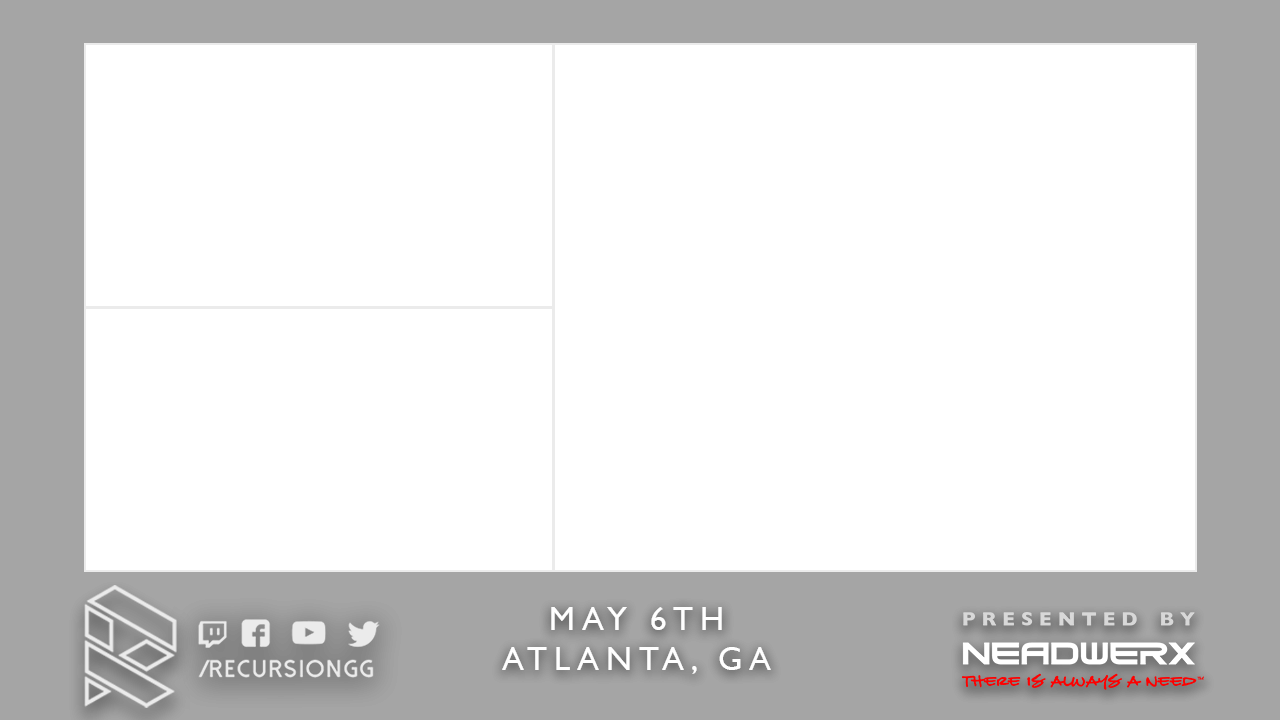 /RECURSIONGG
MAY 6TH
ATLANTA, GA
PRESENTED BY
NEADWERX
THERE IS ALWAYS A NEED™